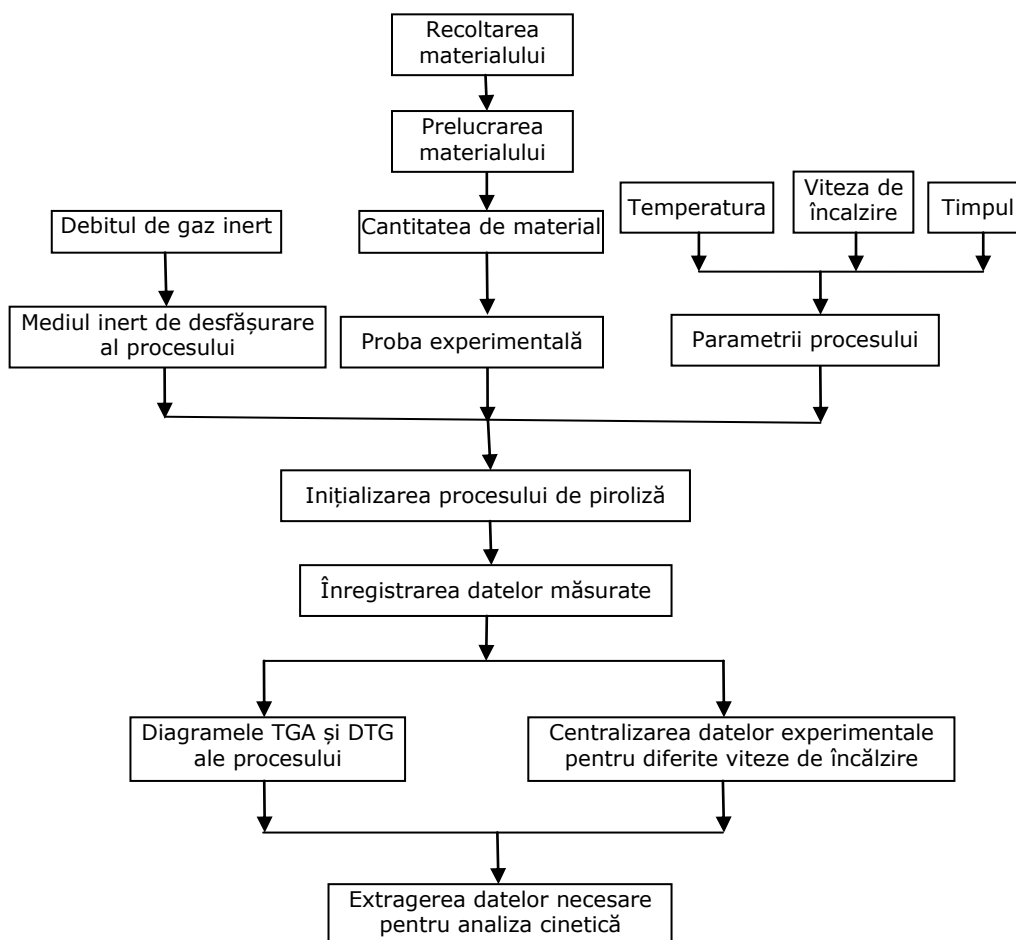 Recoltarea
materialului
Prelucrarea
materialului
Debitul de gaz inert
Cantitatea de material
Temperatura
Viteza de
încalzire
Timpul
Mediul inert de desfășurare
al procesului
Proba experimentală
Parametrii procesului
Inițializarea procesului de piroliză
Înregistrarea datelor măsurate
Diagramele TGA și DTG
ale procesului
Centralizarea datelor experimentale
pentru diferite viteze de încălzire
Extragerea datelor necesare
pentru analiza cinetică